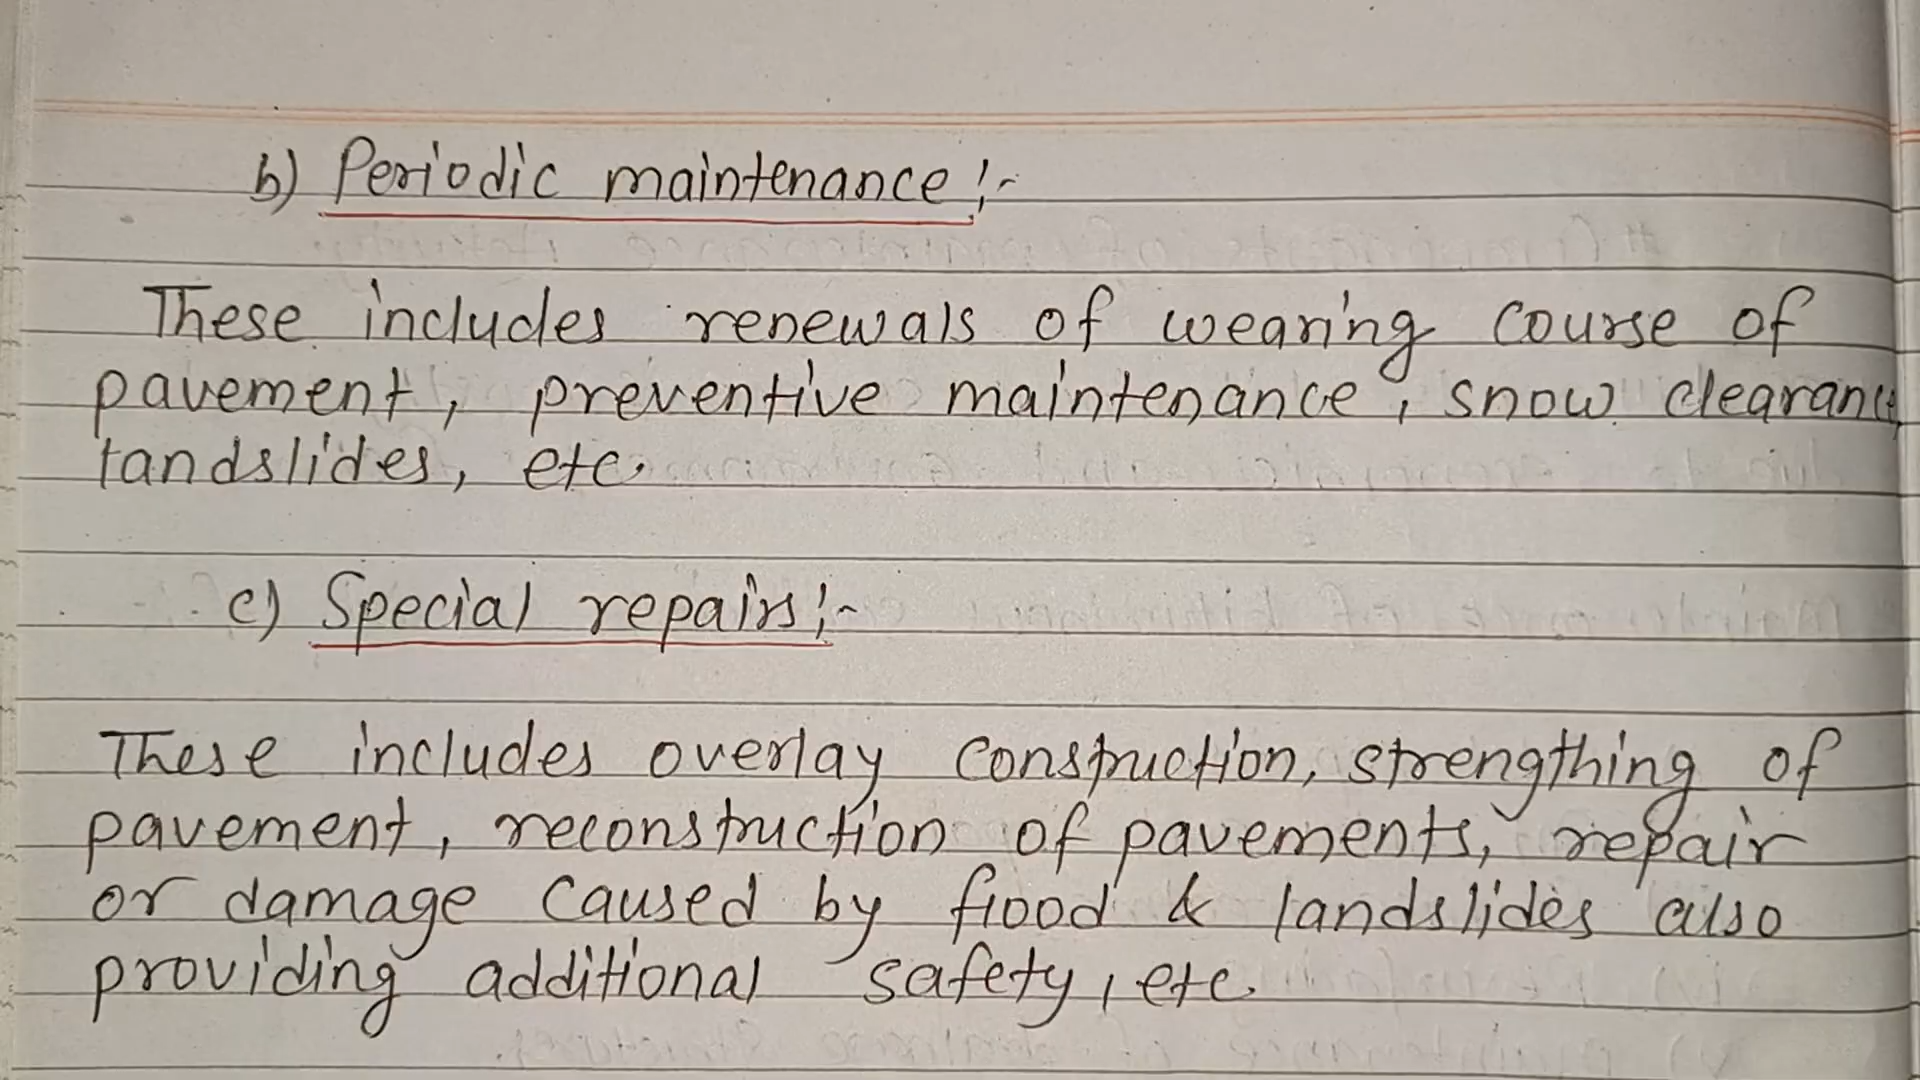 b) Periodic maintenance :-
These includes renewals of wearing course of
pavement, preventive maintenance, snow clearance
landslides, etc.
c) Special repairs :-
These includes overlay construction, strengthing of
pavement, reconstruction of pavements, repair
or damage caused by flood & landslides also
providing additional safety, etc.